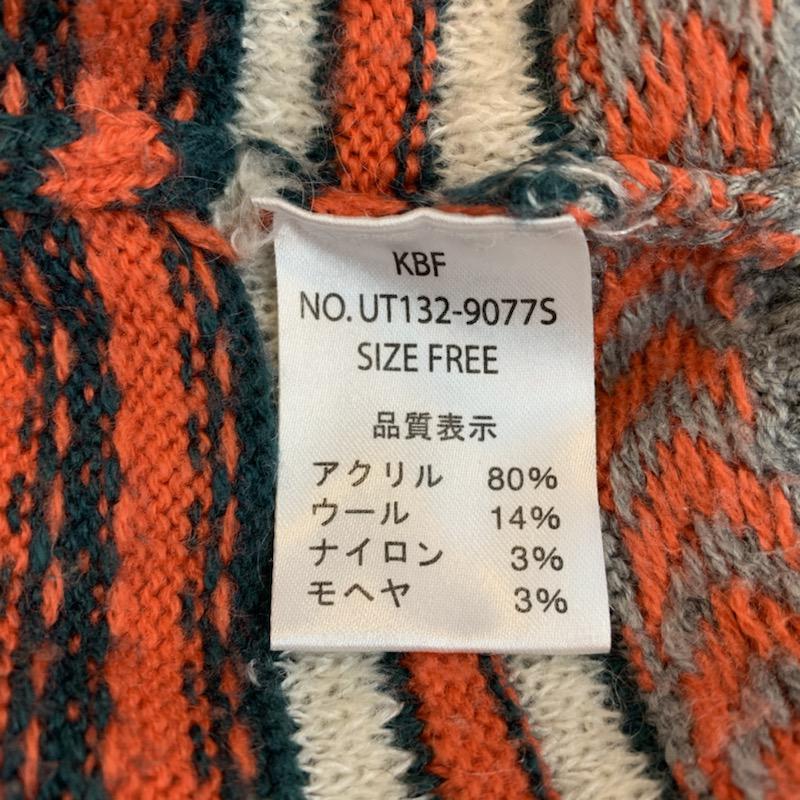 KBF
NO. UT132-9077S
SIZE FREE
品質表示
アクリル 80%
ウール 14%
ナイロン 3%
モヘヤ 3%